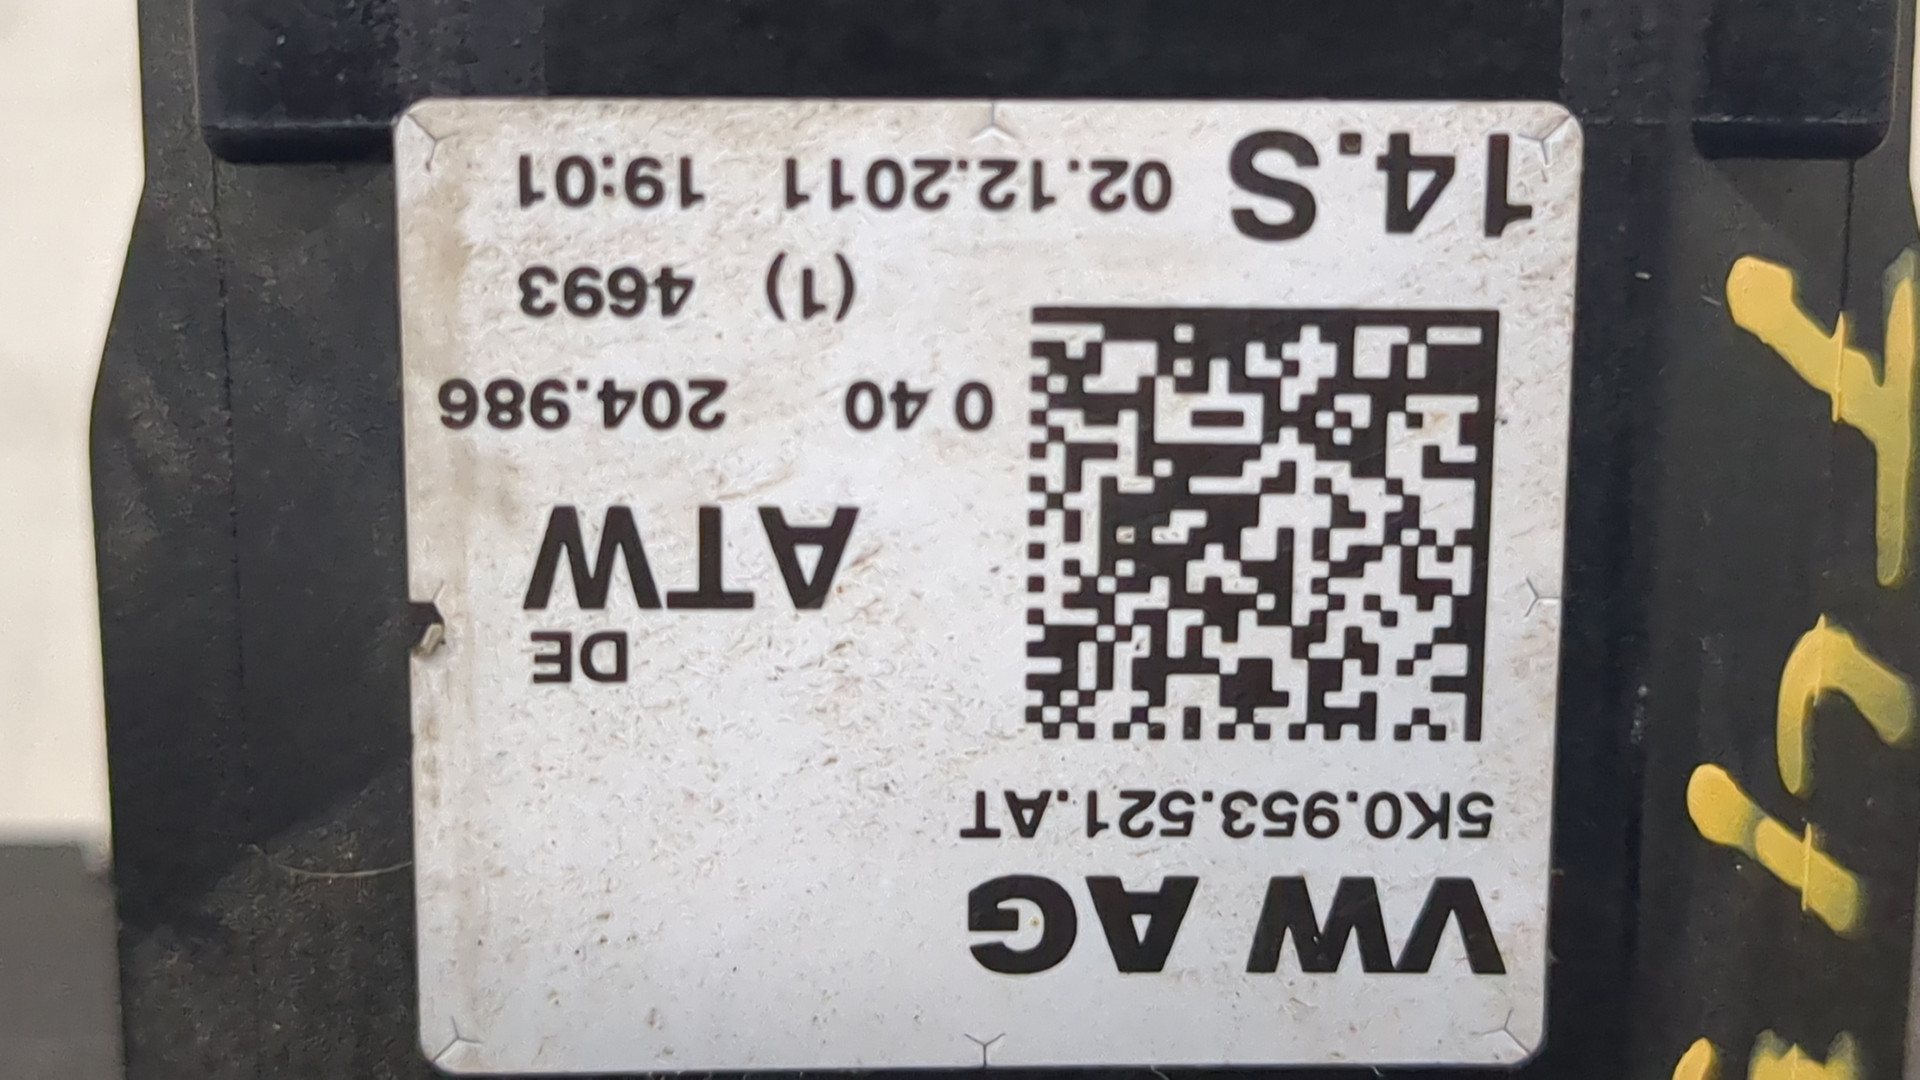 VW AG
5K0.953.521.AT
DE
ATW
0 40 204.986
(1) 4693
14.S 02.12.2011 19:01